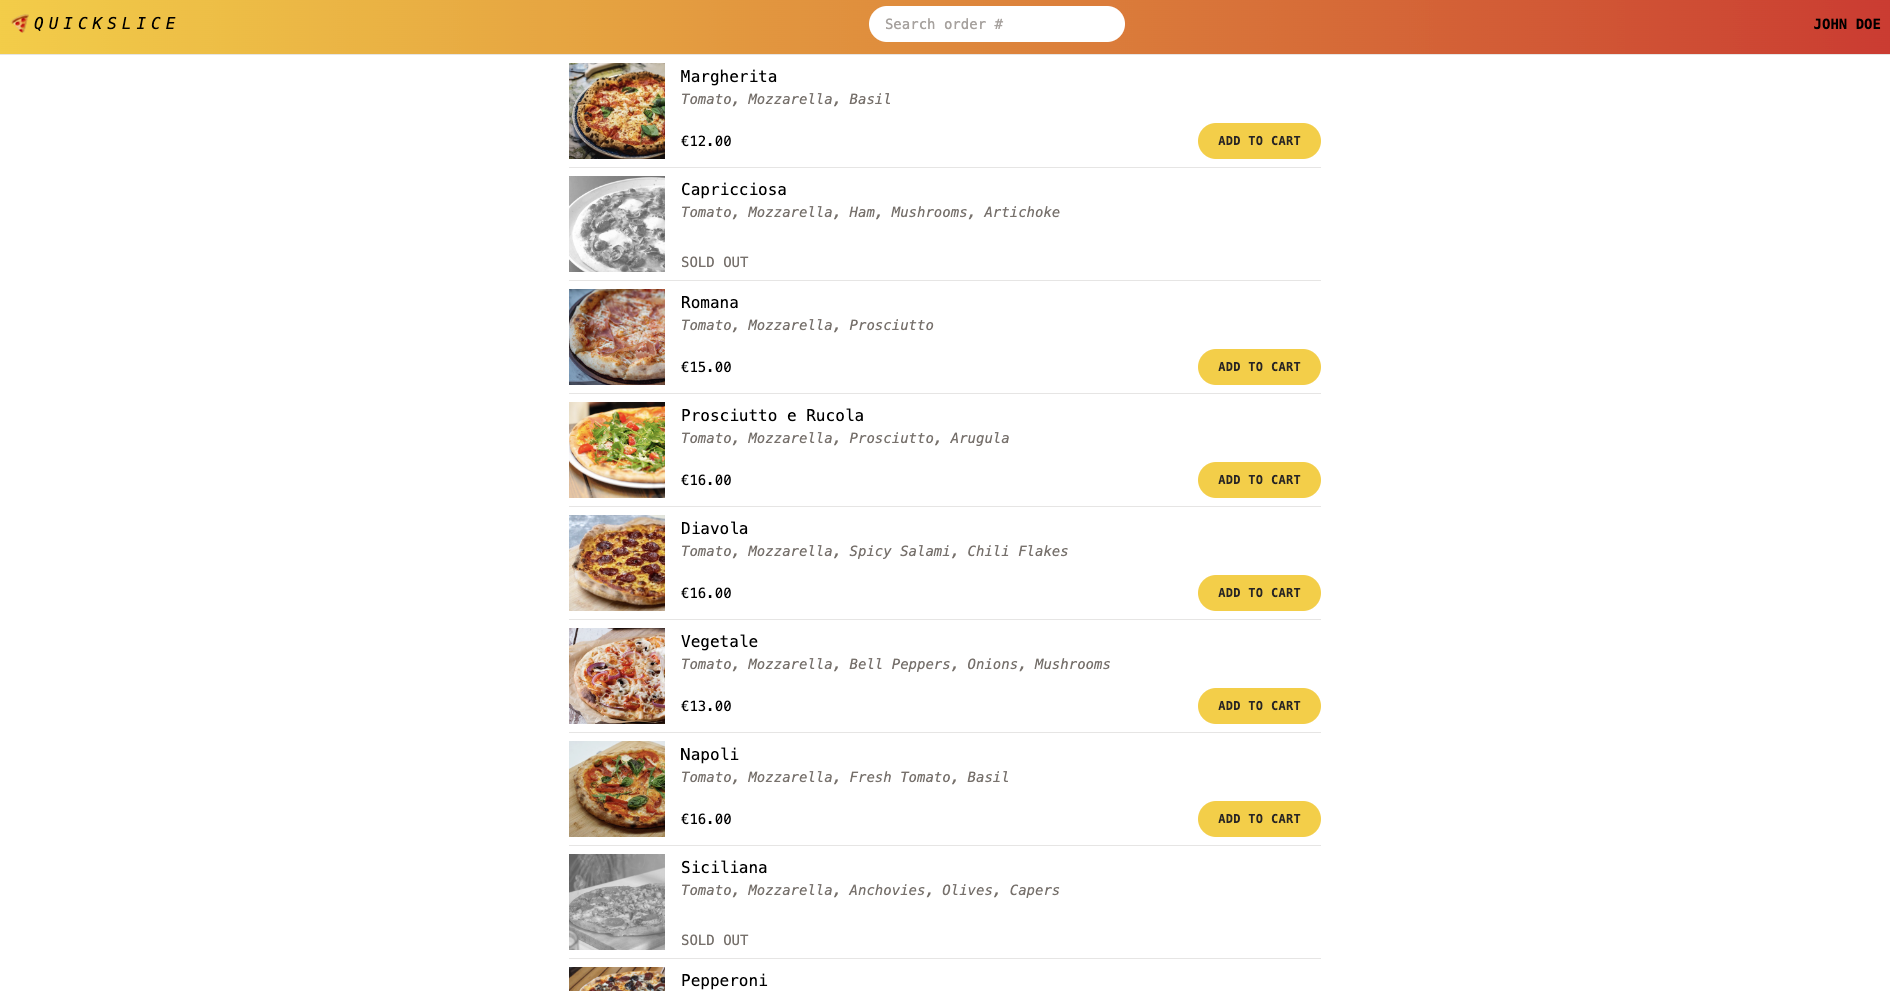 QUICKSLICE
Search order #
JOHN DOE
Margherita
Tomato, Mozzarella, Basil
€12.00
ADD TO CART
Capricciosa
Tomato, Mozzarella, Ham, Mushrooms, Artichoke
SOLD OUT
Romana
Tomato, Mozzarella, Prosciutto
€15.00
ADD TO CART
Prosciutto e Rucola
Tomato, Mozzarella, Prosciutto, Arugula
€16.00
ADD TO CART
Diavola
Tomato, Mozzarella, Spicy Salami, Chili Flakes
€16.00
ADD TO CART
Vegetale
Tomato, Mozzarella, Bell Peppers, Onions, Mushrooms
€13.00
ADD TO CART
Napoli
Tomato, Mozzarella, Fresh Tomato, Basil
€16.00
ADD TO CART
Siciliana
Tomato, Mozzarella, Anchovies, Olives, Capers
SOLD OUT
Pepperoni